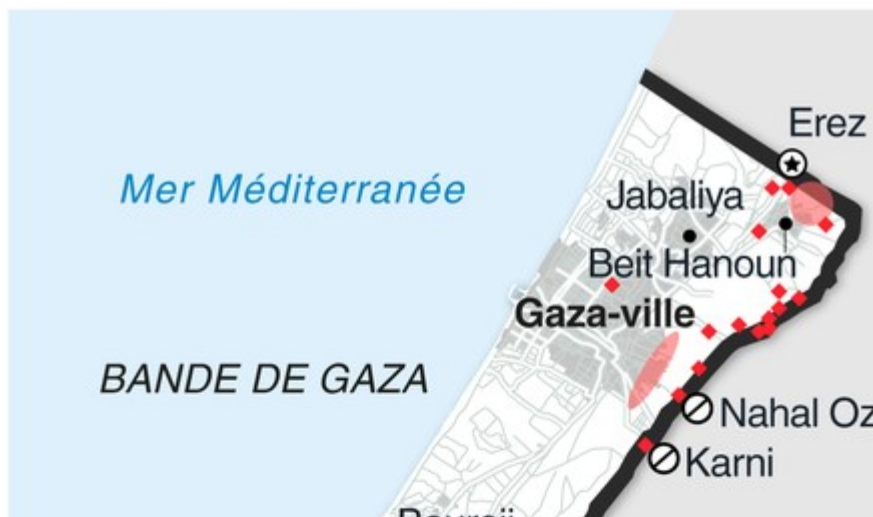 Erez
Mer Méditerranée
Jabaliya
Beit Hanoun
Gaza-ville
BANDE DE GAZA
Nahal Oz
Karni